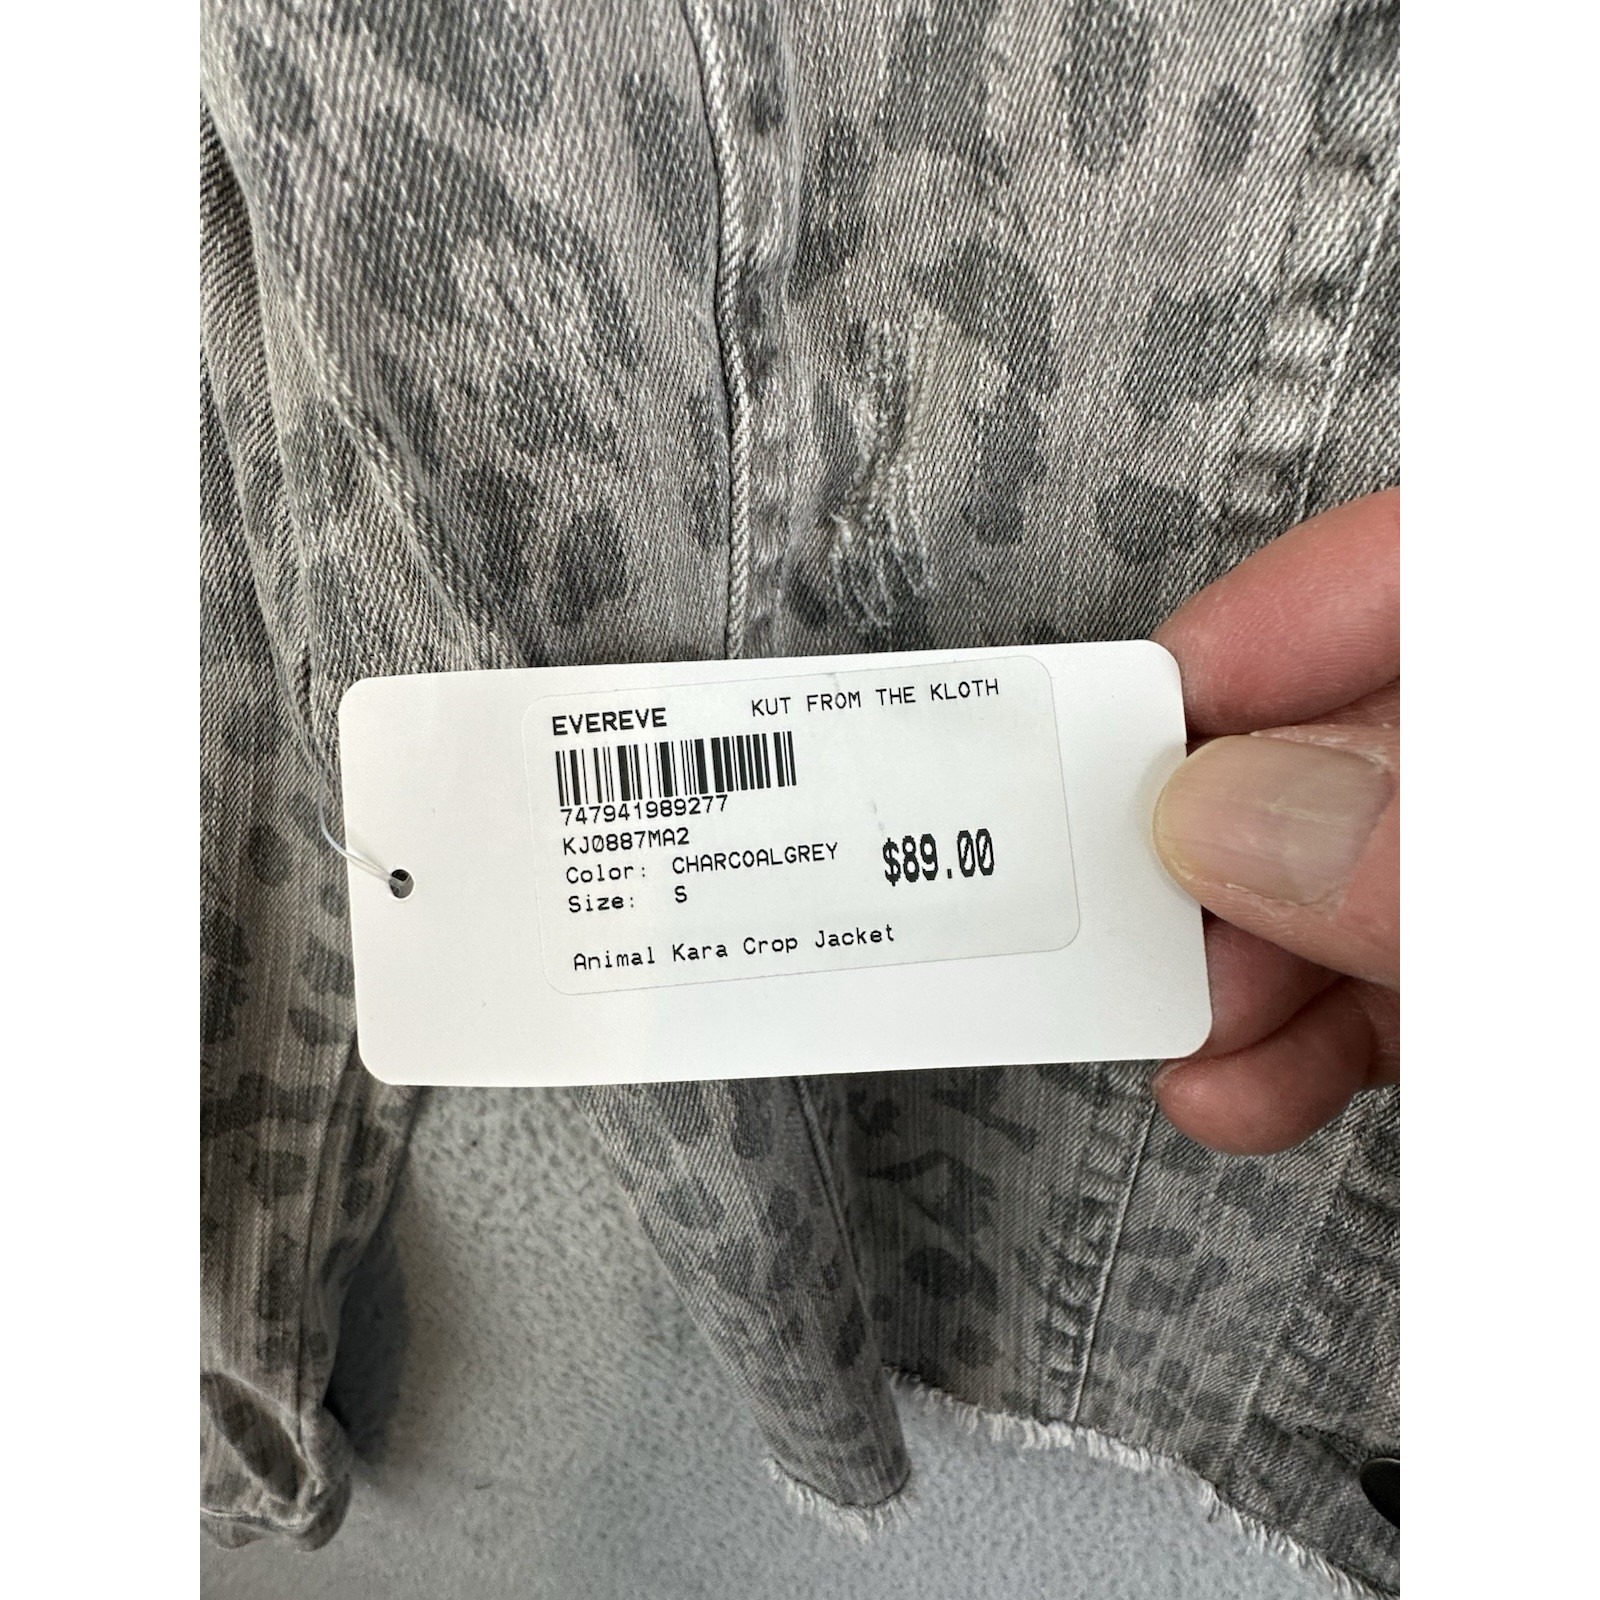 EVEREVE KUT FROM THE KLOTH
747941989277
KJ0887MA2
Color: CHARCOALGREY
$89.00
Size: S
Animal Kara Crop Jacket